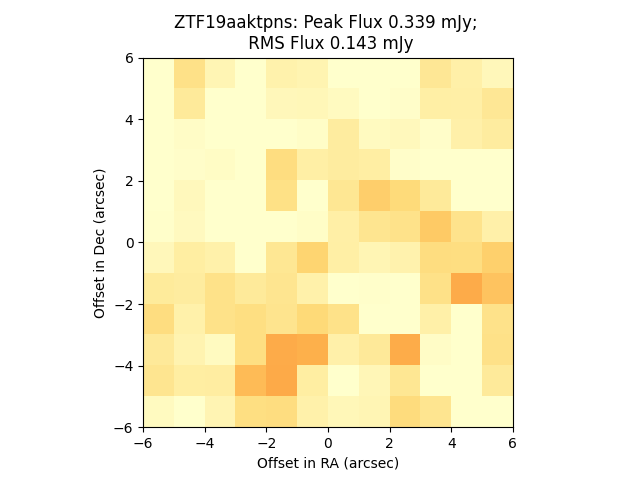 ZTF19aaktpns: Peak Flux 0.339 mJy;
RMS Flux 0.143 mJy
6
4
2
0
−2
−4
−6
Offset in Dec (arcsec)
−6 −4 −2 0 2 4 6
Offset in RA (arcsec)